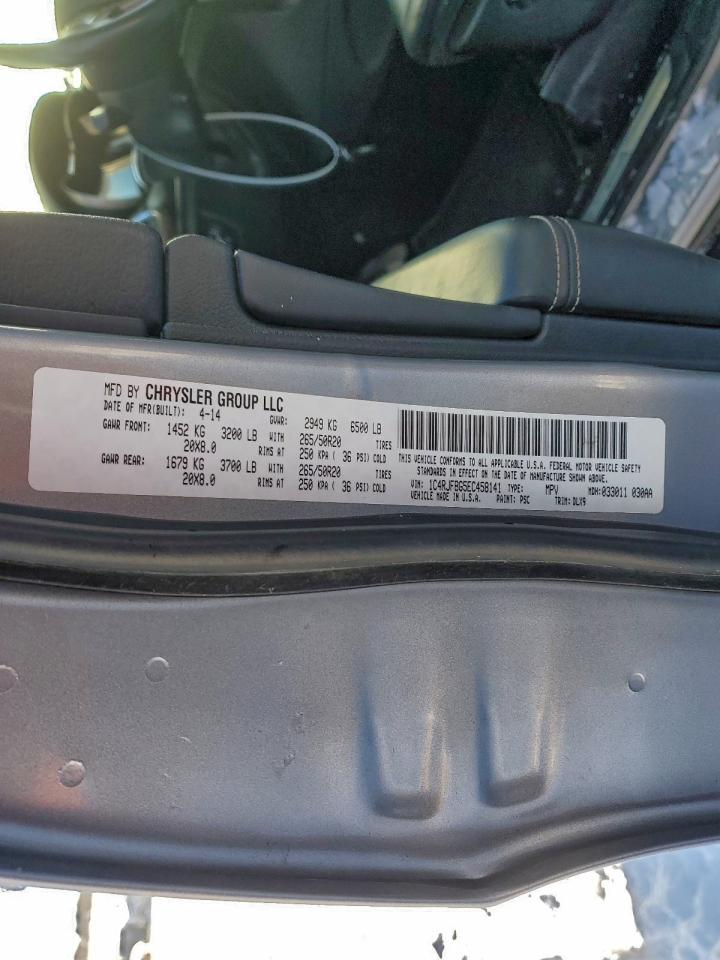 MFD BY CHRYSLER GROUP LLC
DATE OF MFR(BUILT): 4-14 GVWR: 2949 KG 6500 LB
GAWR FRONT: 1452 KG 3200 LB WITH 265/50R20 TIRES
20X8.0 RIMS AT 250 KPA ( 36 PSI) COLD
GAWR REAR: 1679 KG 3700 LB WITH 265/50R20 TIRES
20X8.0 RIMS AT 250 KPA ( 36 PSI) COLD
THIS VEHICLE CONFORMS TO ALL APPLICABLE U.S.A. FEDERAL MOTOR VEHICLE SAFETY
STANDARDS IN EFFECT ON THE DATE OF MANUFACTURE SHOWN ABOVE.
VIN: 1C4RJFBG5EC458141 TYPE: MPV MDH:033011 030AA
VEHICLE MADE IN U.S.A. PAINT: PSC TRIM: DLX9